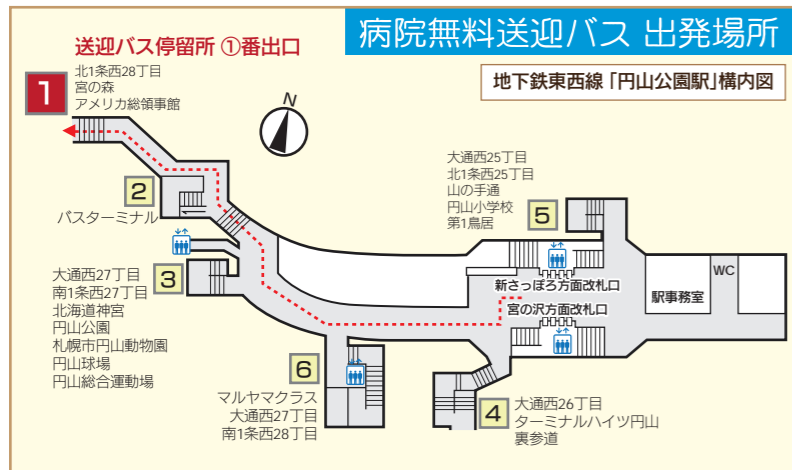 病院無料送迎バス 出発場所
地下鉄東西線「円山公園駅」構内図
送迎バス停留所 ①番出口
1
北1条西28丁目
宮の森
アメリカ総領事館
N
2
バスターミナル
3
大通西27丁目
南1条西27丁目
北海道神宮
円山公園
札幌市円山動物園
円山球場
円山総合運動場
大通西25丁目
北1条西25丁目
山の手通
円山小学校
第1鳥居
5
新さっぽろ方面改札口
宮の沢方面改札口
駅事務室
WC
6
マルヤマクラス
大通西27丁目
南1条西28丁目
4
大通西26丁目
ターミナルハイツ円山
裏参道